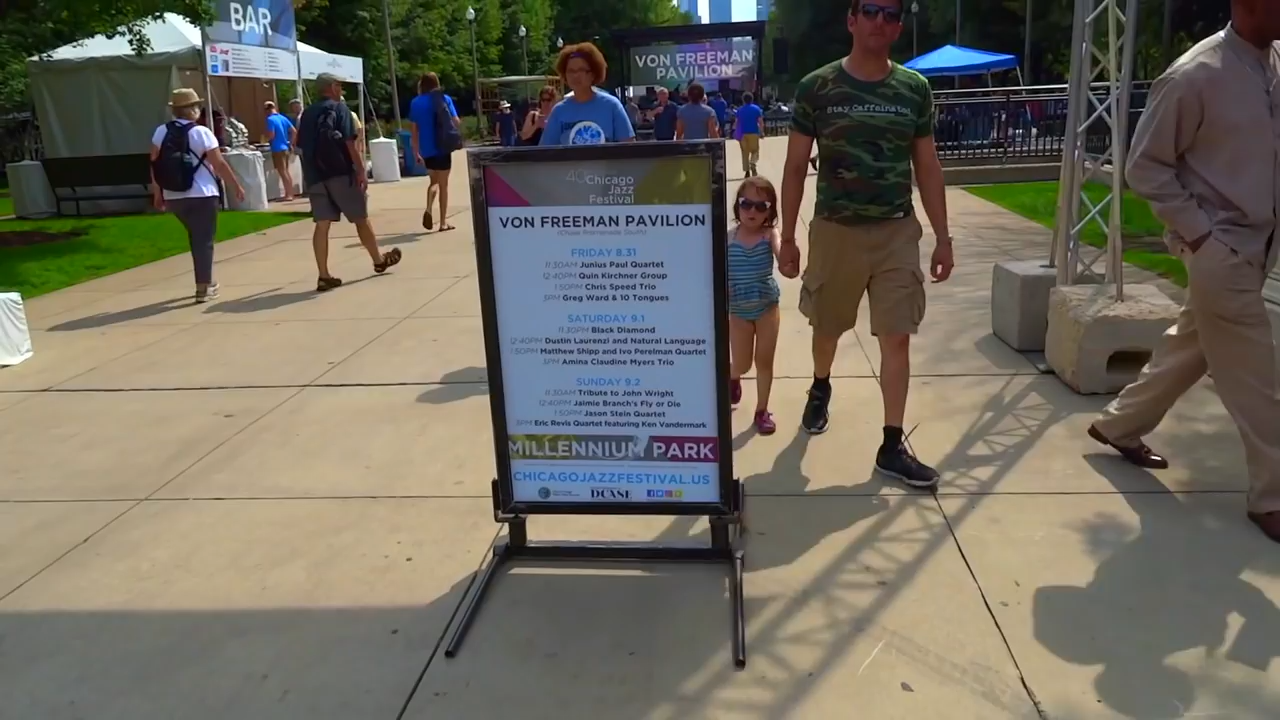 BAR
VON FREEMAN
PAVILION
Stay Caffeinated
40 Chicago
Jazz
Festival
VON FREEMAN PAVILION
(Chase Promenade South)
FRIDAY 8.31
11:30AM Junius Paul Quartet
12:40PM Quin Kirchner Group
1:50PM Chris Speed Trio
3PM Greg Ward & 10 Tongues
SATURDAY 9.1
11:30PM Black Diamond
12:40PM Dustin Laurenzi and Natural Language
1:50PM Matthew Shipp and Ivo Perelman Quartet
3PM Amina Claudine Myers Trio
SUNDAY 9.2
11:30AM Tribute to John Wright
12:40PM Jaimie Branch's Fly or Die
1:50PM Jason Stein Quartet
3PM Eric Revis Quartet featuring Ken Vandermark
MILLENNIUM PARK
CHICAGOJAZZFESTIVAL.US
DCASE